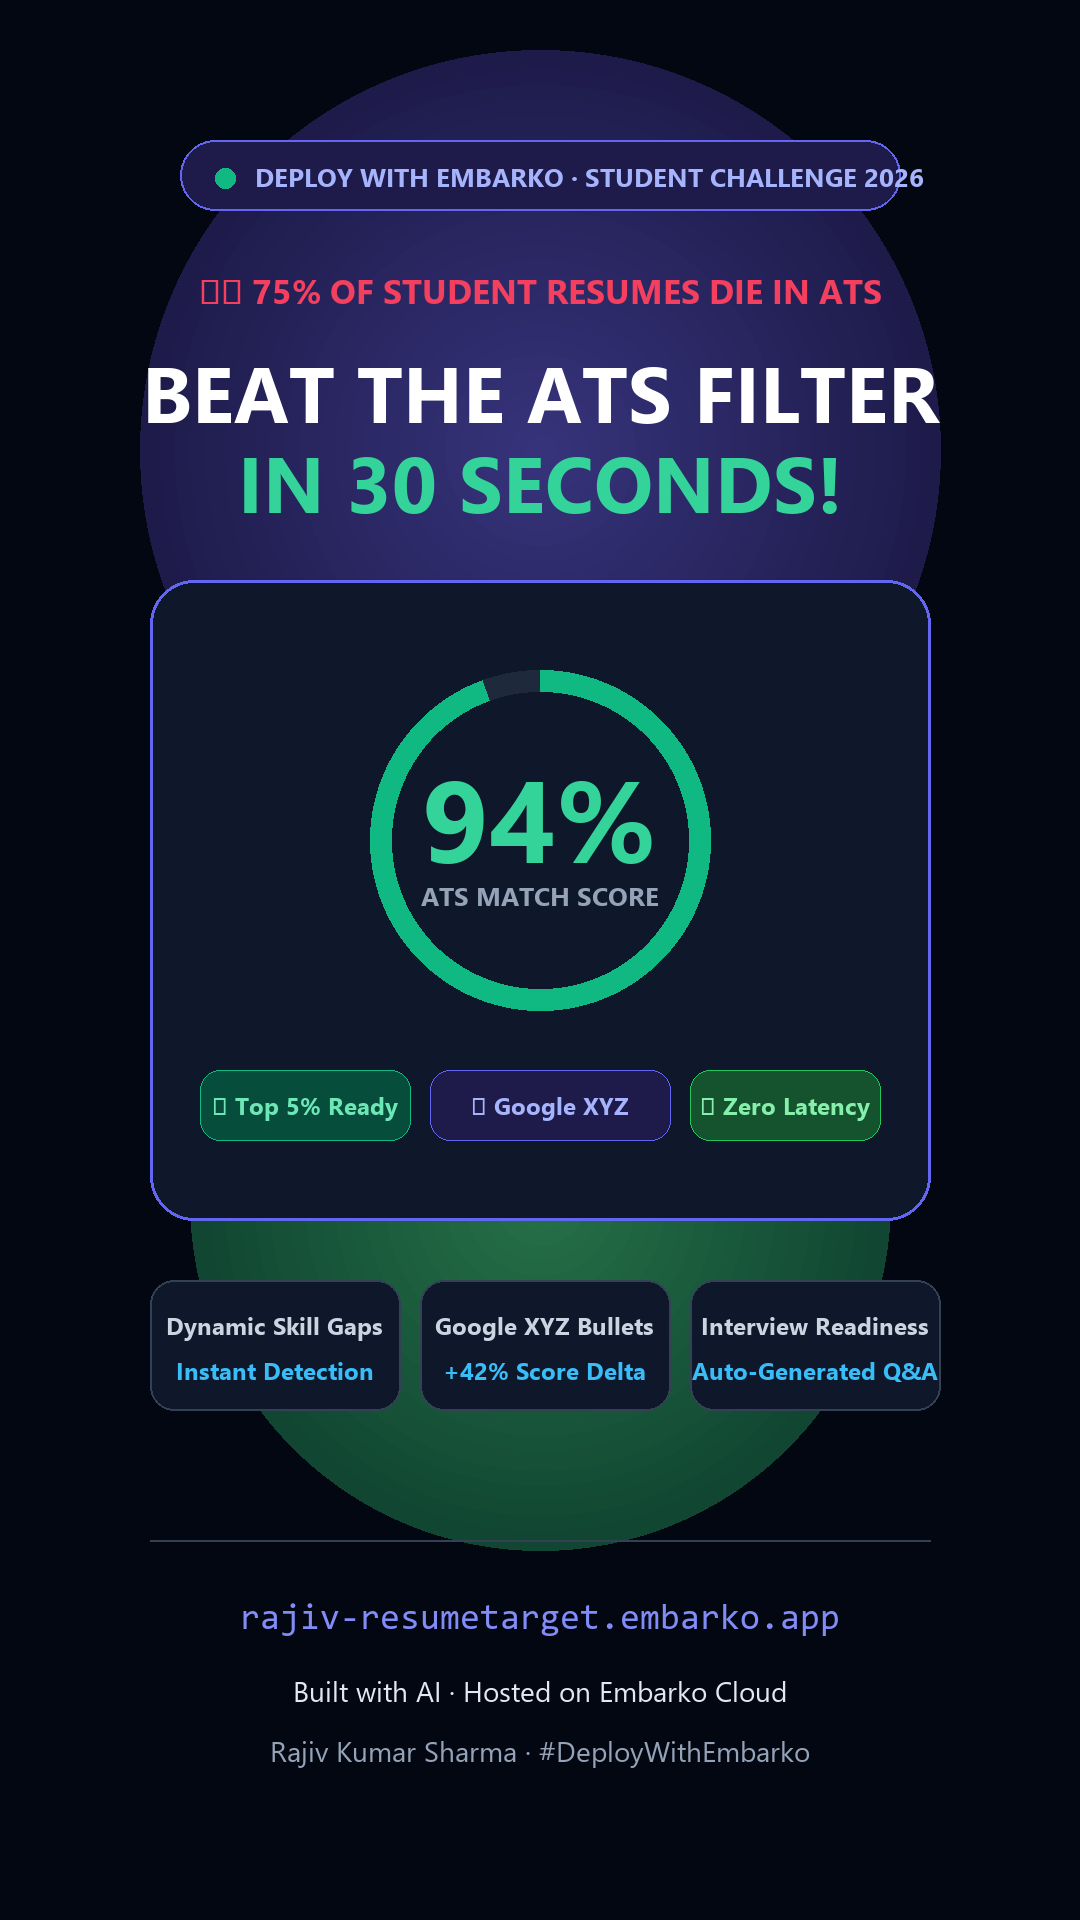 DEPLOY WITH EMBARKO · STUDENT CHALLENGE 2026
75% OF STUDENT RESUMES DIE IN ATS
BEAT THE ATS FILTER
IN 30 SECONDS!
94%
ATS MATCH SCORE
Top 5% Ready
Google XYZ
Zero Latency
Dynamic Skill Gaps
Instant Detection
Google XYZ Bullets
+42% Score Delta
Interview Readiness
Auto-Generated Q&A
rajiv-resumetarget.embarko.app
Built with AI · Hosted on Embarko Cloud
Rajiv Kumar Sharma · #DeployWithEmbarko